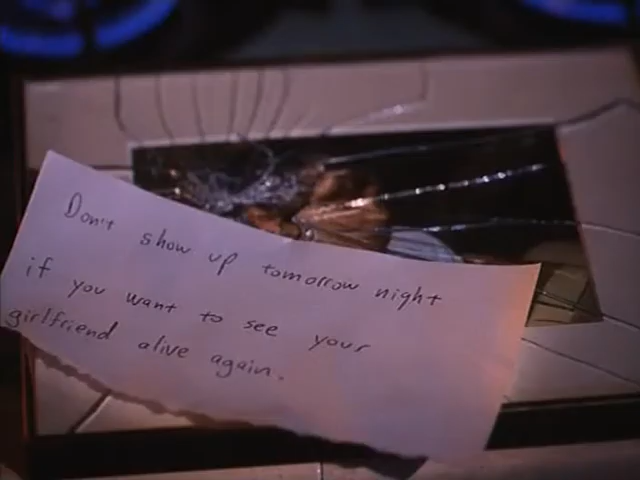 Don't show up tomorrow night
if you want to see your
girlfriend alive again.